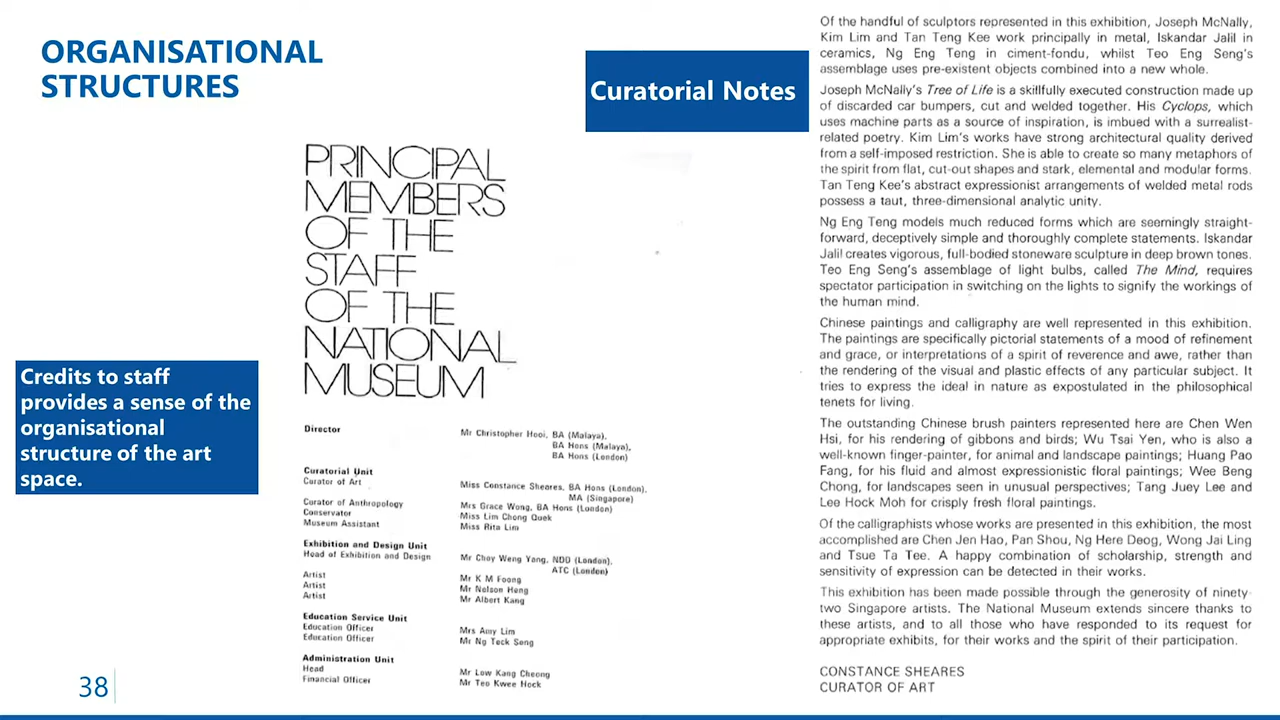 ORGANISATIONAL
STRUCTURES
Curatorial Notes
PRINCIPAL
MEMBERS
OF THE
STAFF
OF THE
NATIONAL
MUSEUM
Credits to staff
provides a sense of the
organisational
structure of the art
space.
Director
Mr Christopher Hooi, BA (Malaya),
BA Hons (Malaya),
BA Hons (London)
Curatorial Unit
Curator of Art
Miss Constance Sheares, BA Hons (London),
MA (Singapore)
Curator of Anthropology
Mrs Grace Wong, BA Hons (London)
Conservator
Miss Lim Chong Quek
Museum Assistant
Miss Rita Lim
Exhibition and Design Unit
Head of Exhibition and Design
Mr Choy Weng Yang, NDD (London),
ATC (London)
Artist
Mr K M Foong
Artist
Mr Nelson Heng
Artist
Mr Albert Kang
Education Service Unit
Education Officer
Mrs Amy Lim
Education Officer
Mr Ng Teck Seng
Administration Unit
Head
Mr Low Kang Cheong
Financial Officer
Mr Teo Kwee Hock
Of the handful of sculptors represented in this exhibition, Joseph McNally,
Kim Lim and Tan Teng Kee work principally in metal, Iskandar Jalil in
ceramics, Ng Eng Teng in ciment-fondu, whilst Teo Eng Seng's
assemblage uses pre-existent objects combined into a new whole.
Joseph McNally's Tree of Life is a skillfully executed construction made up
of discarded car bumpers, cut and welded together. His Cyclops, which
uses machine parts as a source of inspiration, is imbued with a surrealist-
related poetry. Kim Lim's works have strong architectural quality derived
from a self-imposed restriction. She is able to create so many metaphors of
the spirit from flat, cut-out shapes and stark, elemental and modular forms.
Tan Teng Kee's abstract expressionist arrangements of welded metal rods
possess a taut, three-dimensional analytic unity.
Ng Eng Teng models much reduced forms which are seemingly straight-
forward, deceptively simple and thoroughly complete statements. Iskandar
Jalil creates vigorous, full-bodied stoneware sculpture in deep brown tones.
Teo Eng Seng's assemblage of light bulbs, called The Mind, requires
spectator participation in switching on the lights to signify the workings of
the human mind.
Chinese paintings and calligraphy are well represented in this exhibition.
The paintings are specifically pictorial statements of a mood of refinement
and grace, or interpretations of a spirit of reverence and awe, rather than
the rendering of the visual and plastic effects of any particular subject. It
tries to express the ideal in nature as expostulated in the philosophical
tenets for living.
The outstanding Chinese brush painters represented here are Chen Wen
Hsi, for his rendering of gibbons and birds; Wu Tsai Yen, who is also a
well-known finger-painter, for animal and landscape paintings; Huang Pao
Fang, for his fluid and almost expressionistic floral paintings; Wee Beng
Chong, for landscapes seen in unusual perspectives; Tang Juey Lee and
Lee Hock Moh for crisply fresh floral paintings.
Of the calligraphists whose works are presented in this exhibition, the most
accomplished are Chen Jen Hao, Pan Shou, Ng Here Deog, Wong Jai Ling
and Tsue Ta Tee. A happy combination of scholarship, strength and
sensitivity of expression can be detected in their works.
This exhibition has been made possible through the generosity of ninety-
two Singapore artists. The National Museum extends sincere thanks to
these artists, and to all those who have responded to its request for
appropriate exhibits, for their works and the spirit of their participation.
CONSTANCE SHEARES
CURATOR OF ART
38